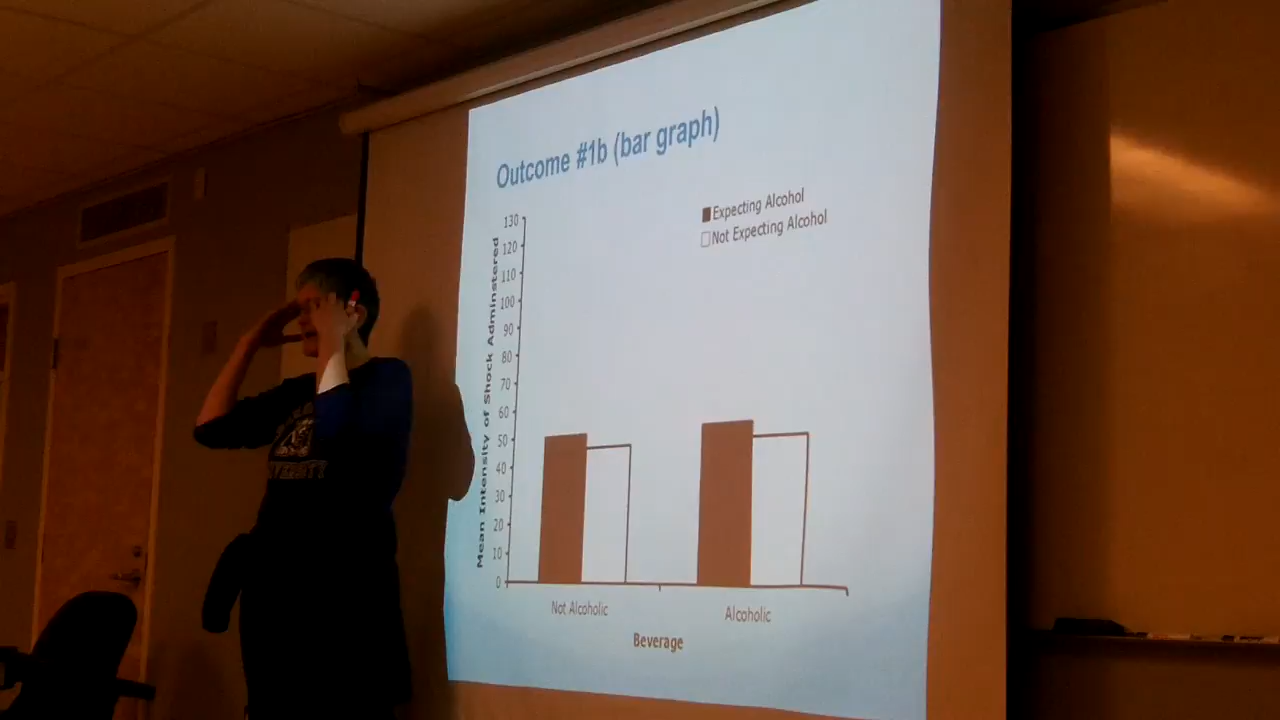 Outcome #1b (bar graph)
Expecting Alcohol
Not Expecting Alcohol
Mean Intensity of Shock Adminstered
130
120
110
100
90
80
70
60
50
40
30
20
10
0
Not Alcoholic
Alcoholic
Beverage